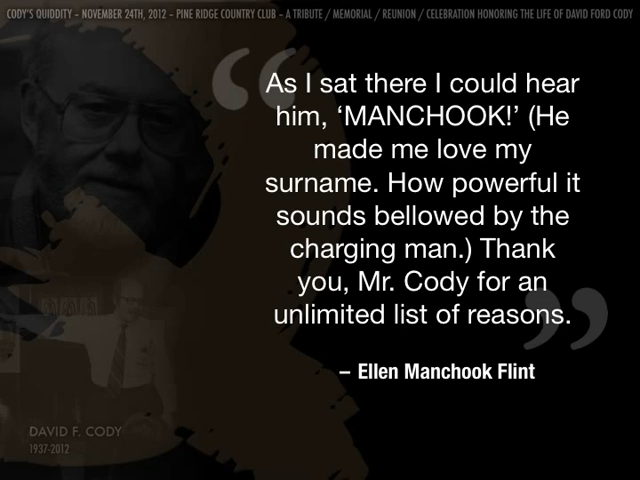 CODY'S QUIDDITY – NOVEMBER 24TH, 2012 – PINE RIDGE COUNTRY CLUB – A TRIBUTE / MEMORIAL / REUNION / CELEBRATION HONORING THE LIFE OF DAVID FORD CODY
“
As I sat there I could hear
him, ‘MANCHOOK!’ (He
made me love my
surname. How powerful it
sounds bellowed by the
charging man.) Thank
you, Mr. Cody for an
unlimited list of reasons.
”
– Ellen Manchook Flint
DAVID F. CODY
1937-2012